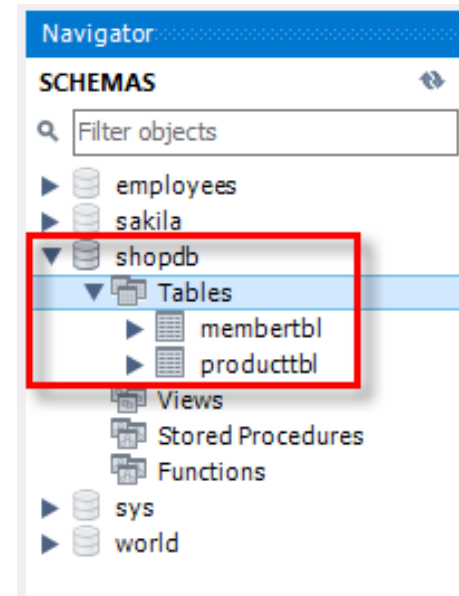 Navigator
SCHEMAS
Filter objects
employees
sakila
shopdb
Tables
membertbl
producttbl
Views
Stored Procedures
Functions
sys
world